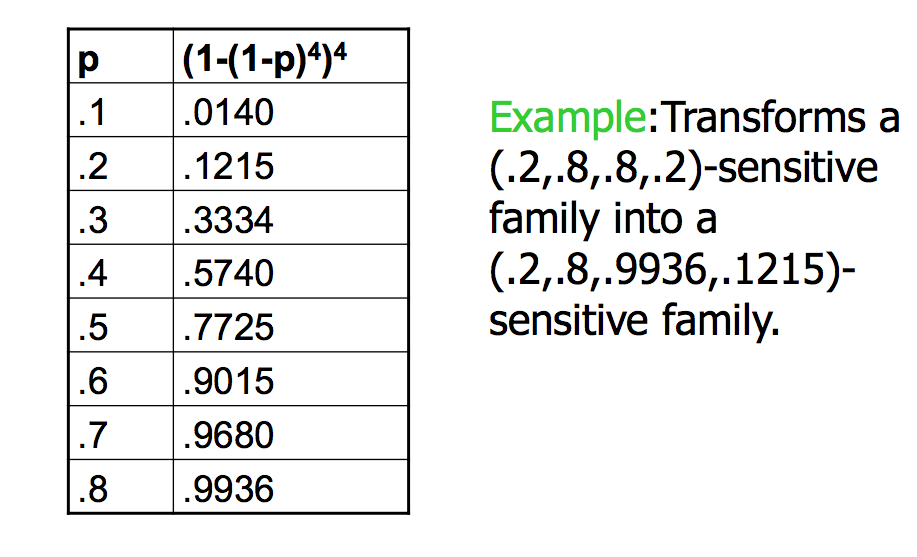 p (1-(1-p)⁴)⁴
.1 .0140
.2 .1215
.3 .3334
.4 .5740
.5 .7725
.6 .9015
.7 .9680
.8 .9936
Example:Transforms a
(.2,.8,.8,.2)-sensitive
family into a
(.2,.8,.9936,.1215)-
sensitive family.